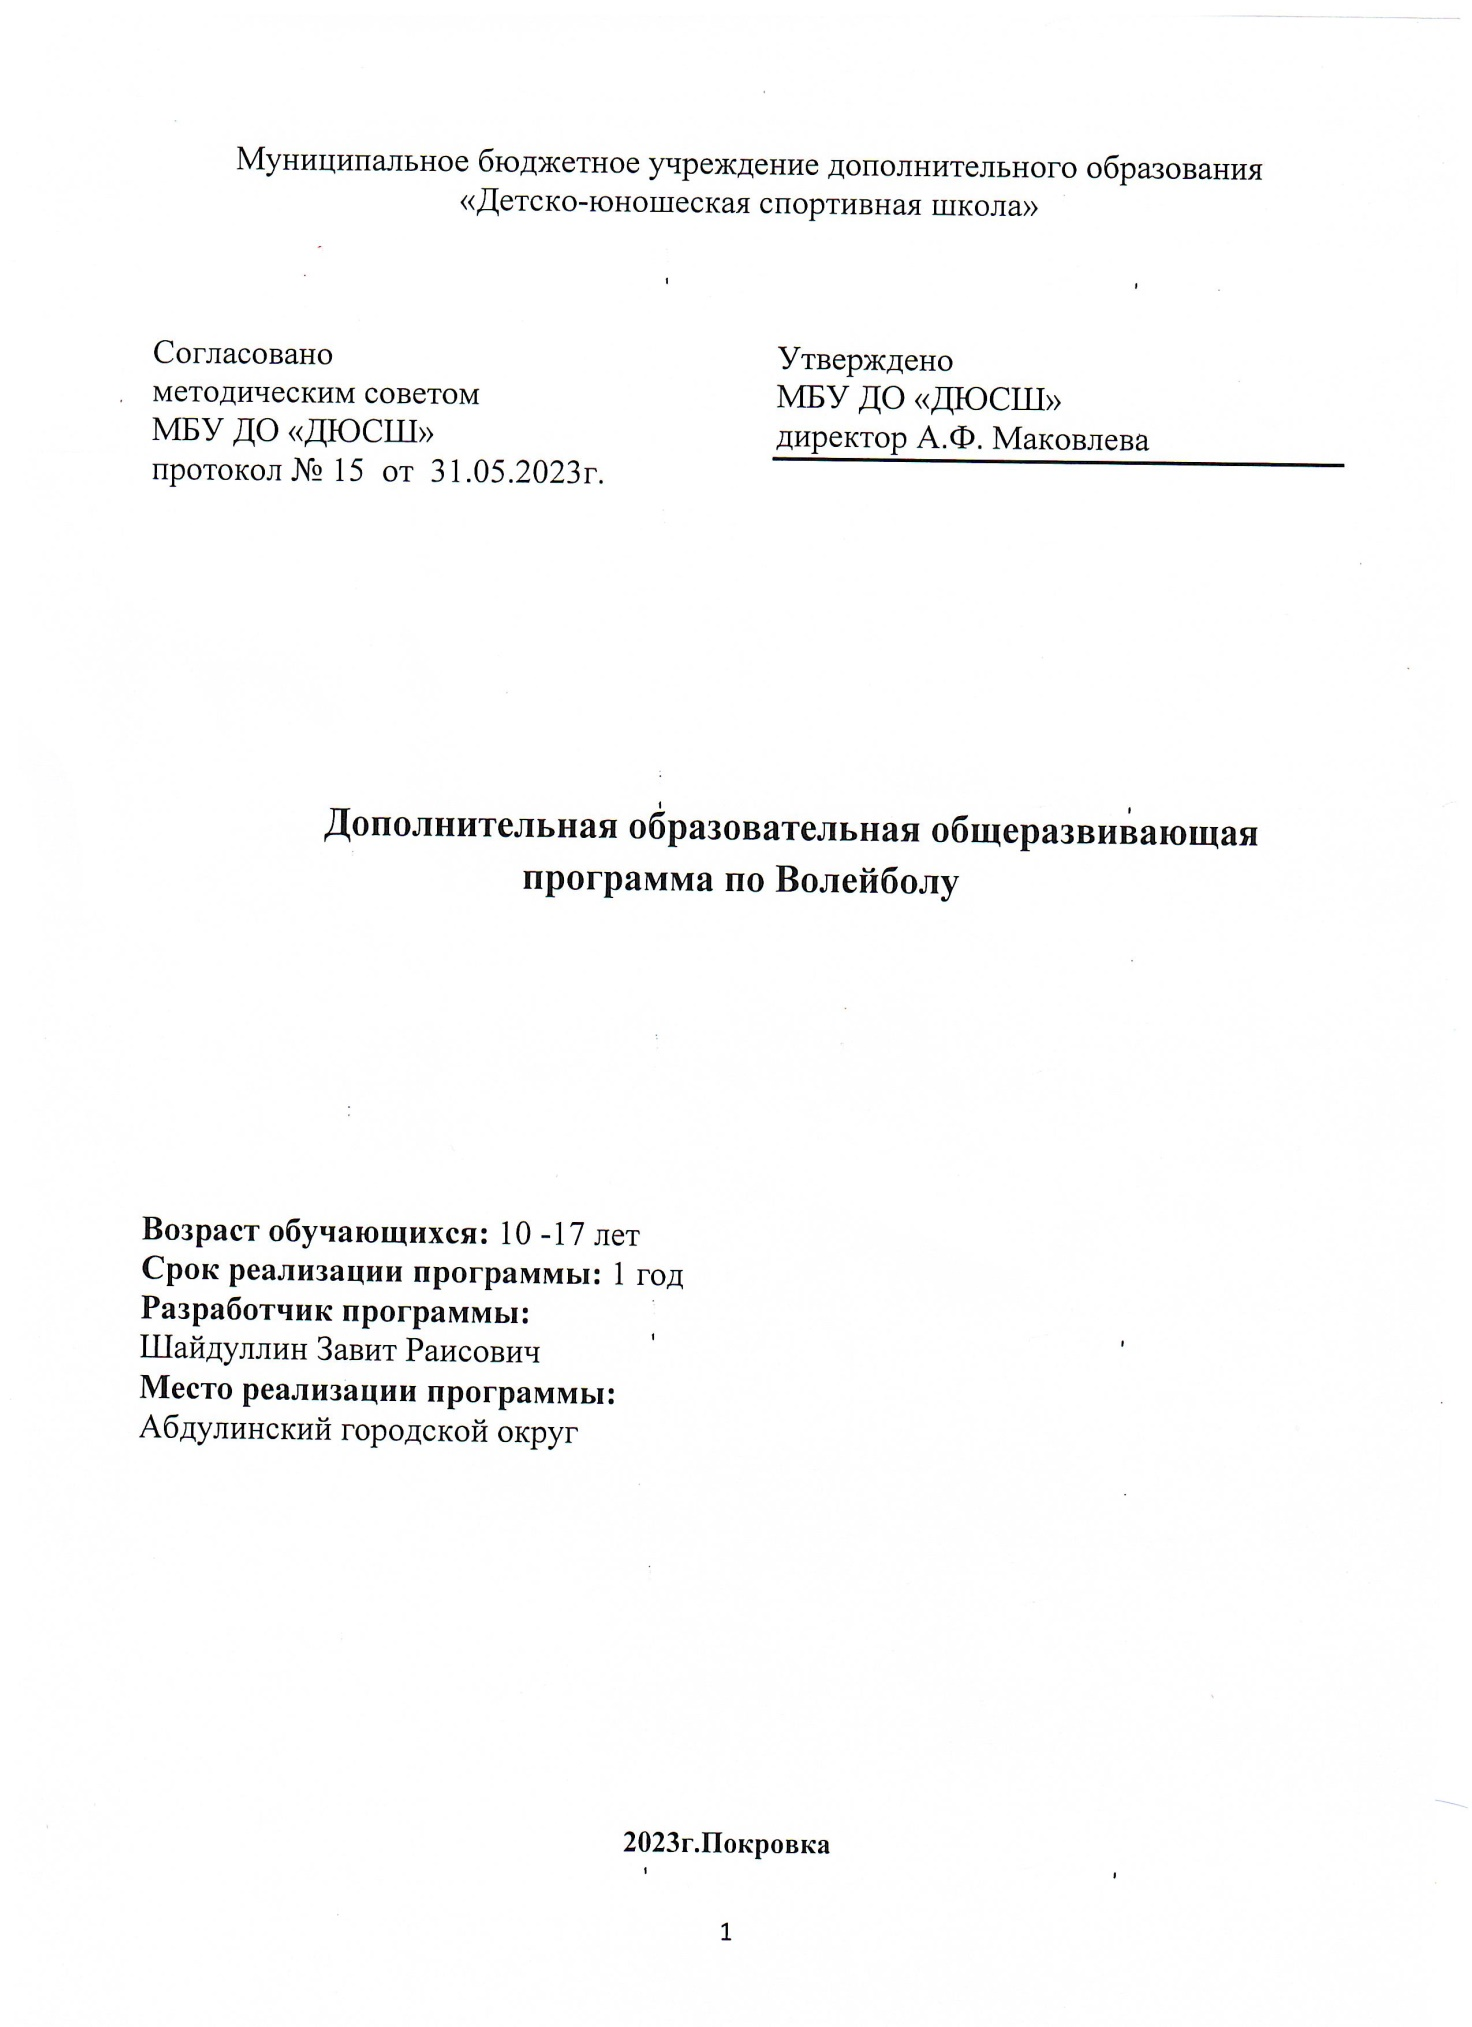 Муниципальное бюджетное учреждение дополнительного образования
«Детско-юношеская спортивная школа»
Согласовано
методическим советом
МБУ ДО «ДЮСШ»
протокол № 15 от 31.05.2023г.
Утверждено
МБУ ДО «ДЮСШ»
директор А.Ф. Маковлева
Дополнительная образовательная общеразвивающая
программа по Волейболу
Возраст обучающихся: 10 -17 лет
Срок реализации программы: 1 год
Разработчик программы:
Шайдуллин Завит Раисович
Место реализации программы:
Абдулинский городской округ
2023г.Покровка
1